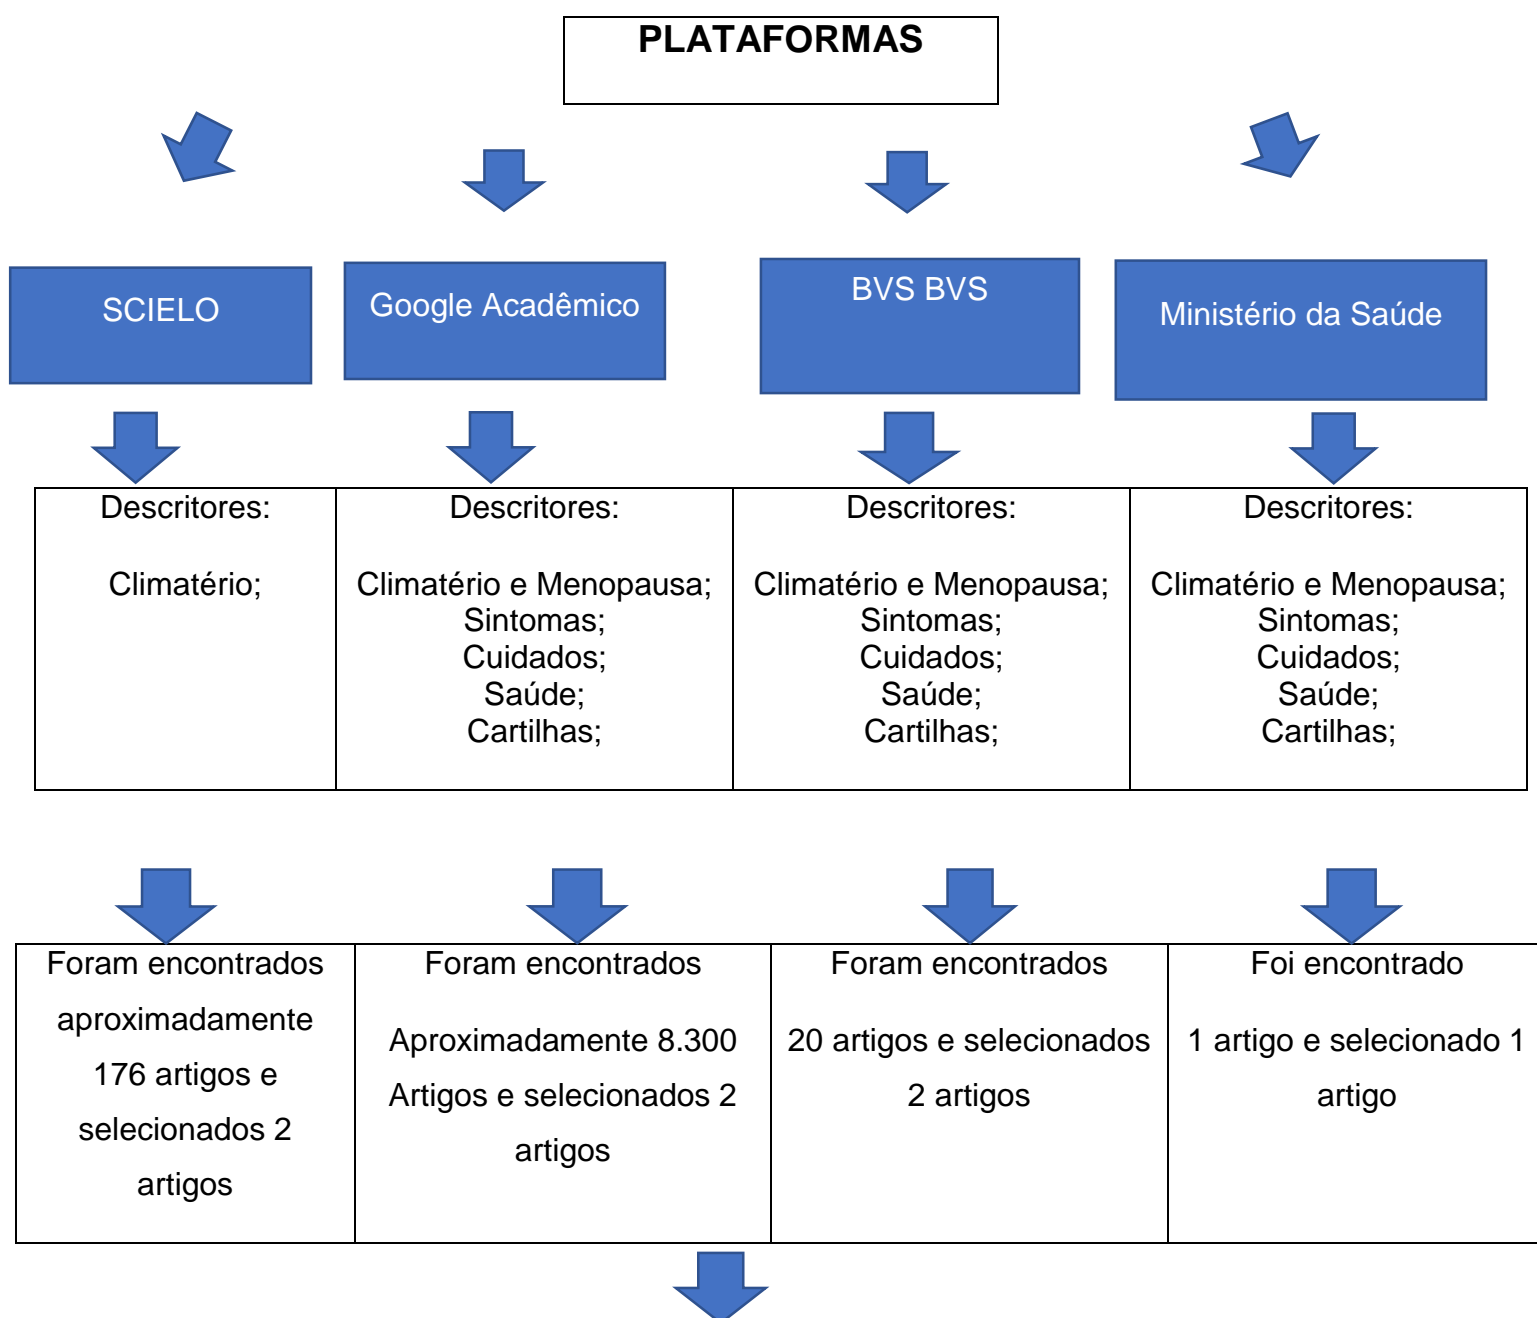 PLATAFORMAS
SCIELO
Google Acadêmico
BVS BVS
Ministério da Saúde
Descritores:
Climatério;
Descritores:
Climatério e Menopausa;
Sintomas;
Cuidados;
Saúde;
Cartilhas;
Descritores:
Climatério e Menopausa;
Sintomas;
Cuidados;
Saúde;
Cartilhas;
Descritores:
Climatério e Menopausa;
Sintomas;
Cuidados;
Saúde;
Cartilhas;
Foram encontrados
aproximadamente
176 artigos e
selecionados 2
artigos
Foram encontrados
Aproximadamente 8.300
Artigos e selecionados 2
artigos
Foram encontrados
20 artigos e selecionados
2 artigos
Foi encontrado
1 artigo e selecionado 1
artigo